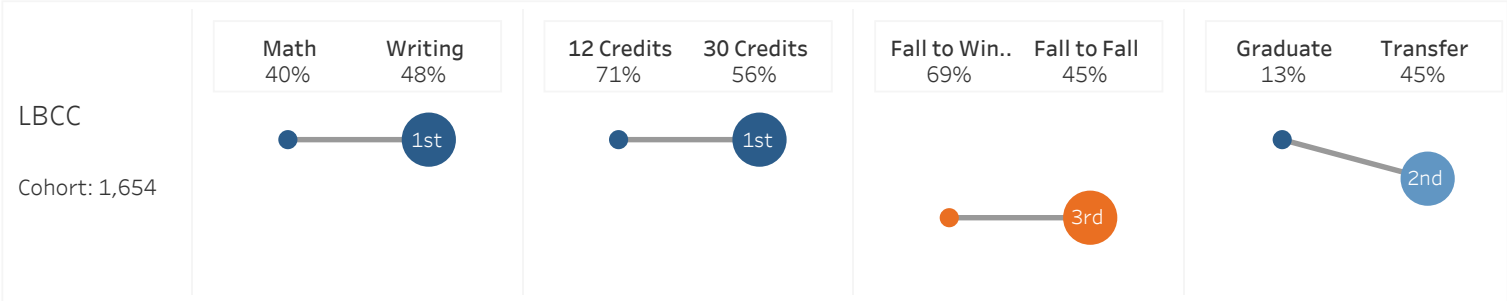 Math Writing 12 Credits 30 Credits Fall to Win.. Fall to Fall Graduate Transfer
40% 48% 71% 56% 69% 45% 13% 45%
LBCC
1st 1st 2nd
Cohort: 1,654
3rd